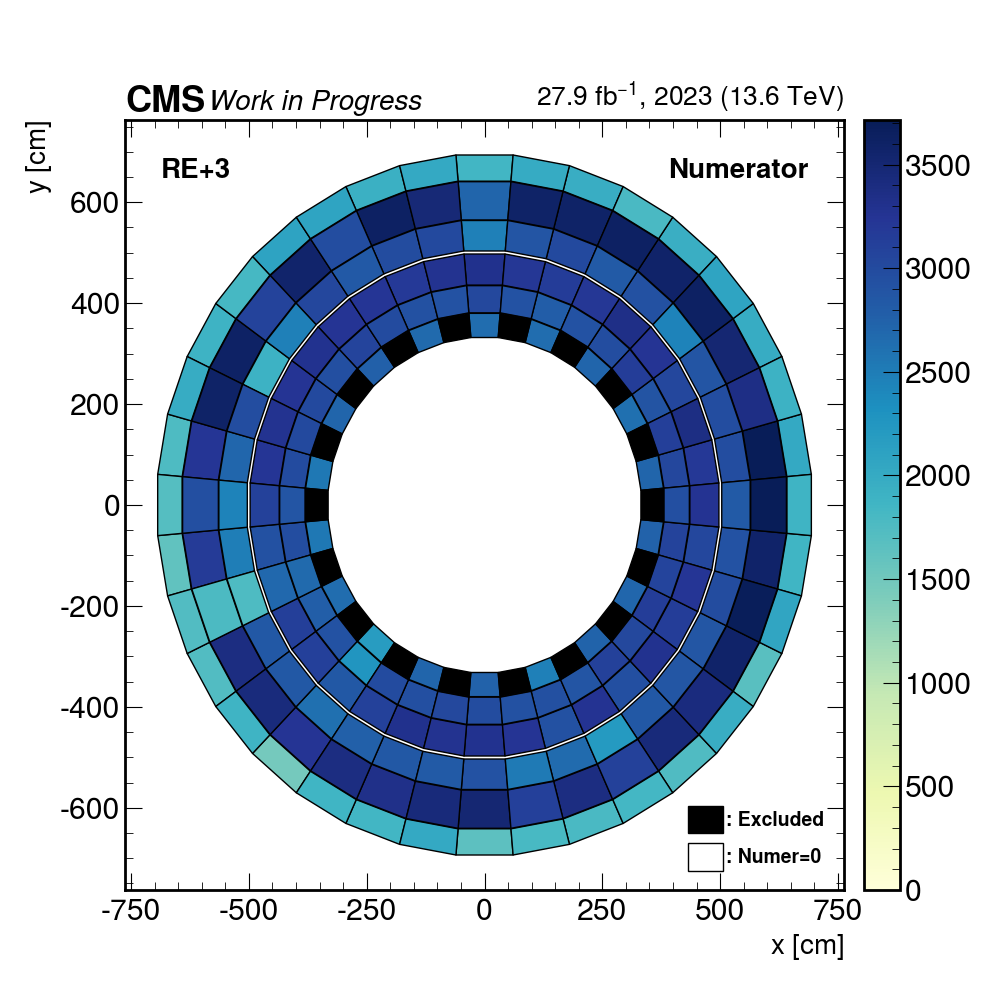 CMS Work in Progress
27.9 fb⁻¹, 2023 (13.6 TeV)
y [cm]
RE+3
Numerator
600
400
200
0
-200
-400
-600
: Excluded
: Numer=0
-750 -500 -250 0 250 500 750
x [cm]
3500
3000
2500
2000
1500
1000
500
0